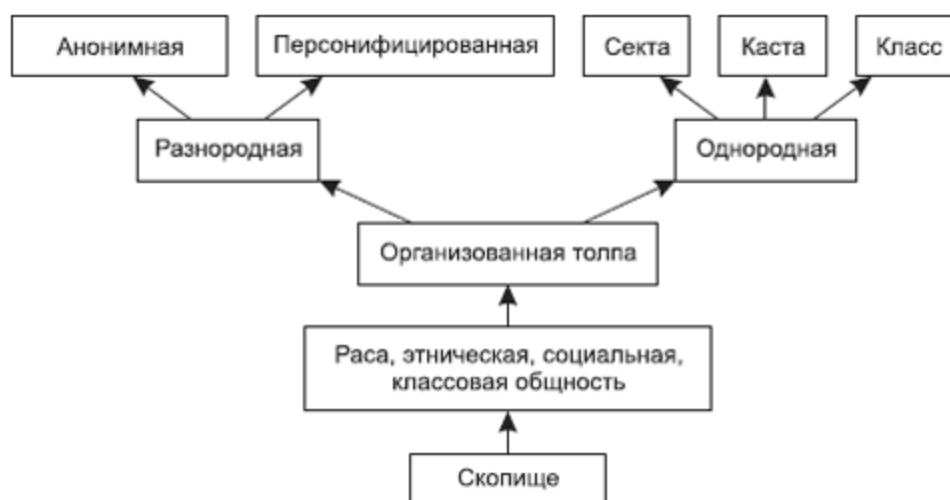 Анонимная
Персонифицированная
Секта
Каста
Класс
Разнородная
Однородная
Организованная толпа
Раса, этническая, социальная,
классовая общность
Скопище